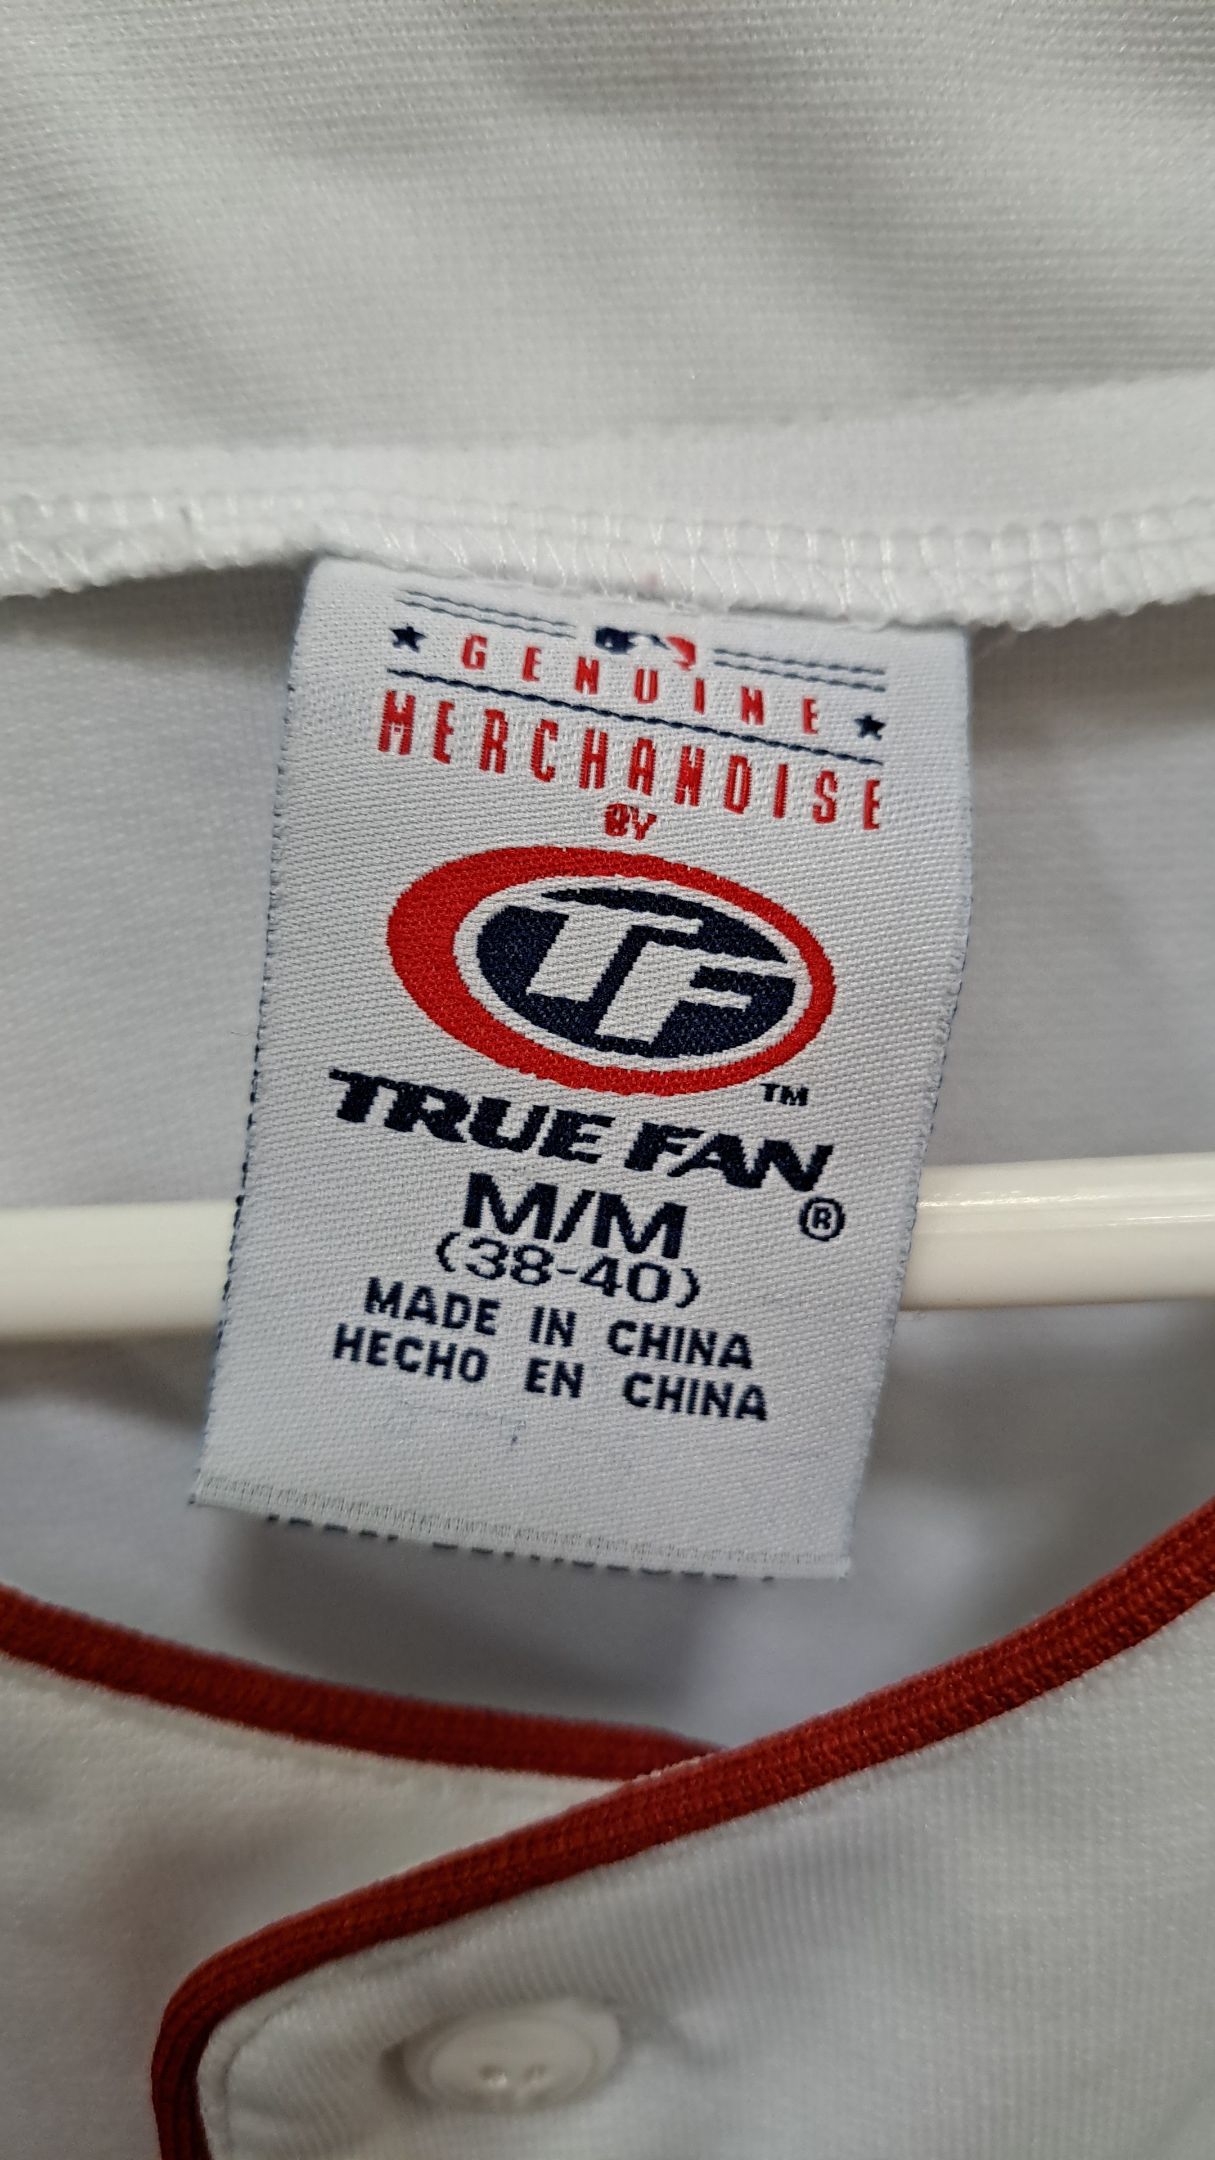 GENUINE
MERCHANDISE
BY
TF
TM
TRUE FAN
®
M/M
(38-40)
MADE IN CHINA
HECHO EN CHINA